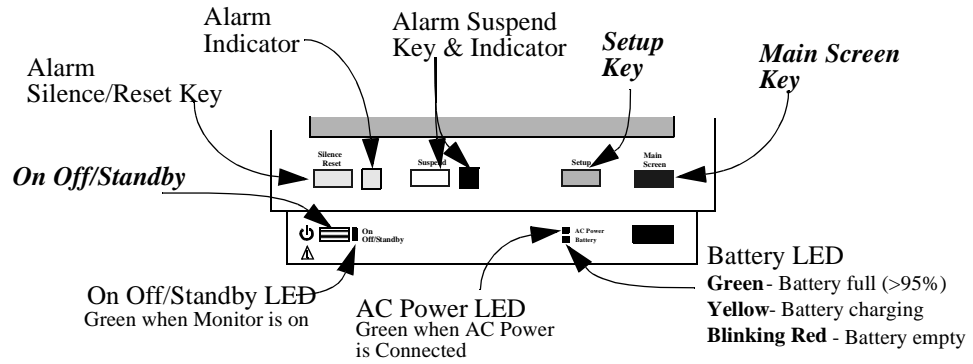 Alarm
Indicator
Alarm Suspend
Key & Indicator
Setup
Key
Main Screen
Key
Alarm
Silence/Reset Key
On Off/Standby
Silence
Reset
Suspend
Setup
Main
Screen
On
Off/Standby
AC Power
Battery
On Off/Standby LED
Green when Monitor is on
AC Power LED
Green when AC Power
is Connected
Battery LED
Green - Battery full (>95%)
Yellow- Battery charging
Blinking Red - Battery empty